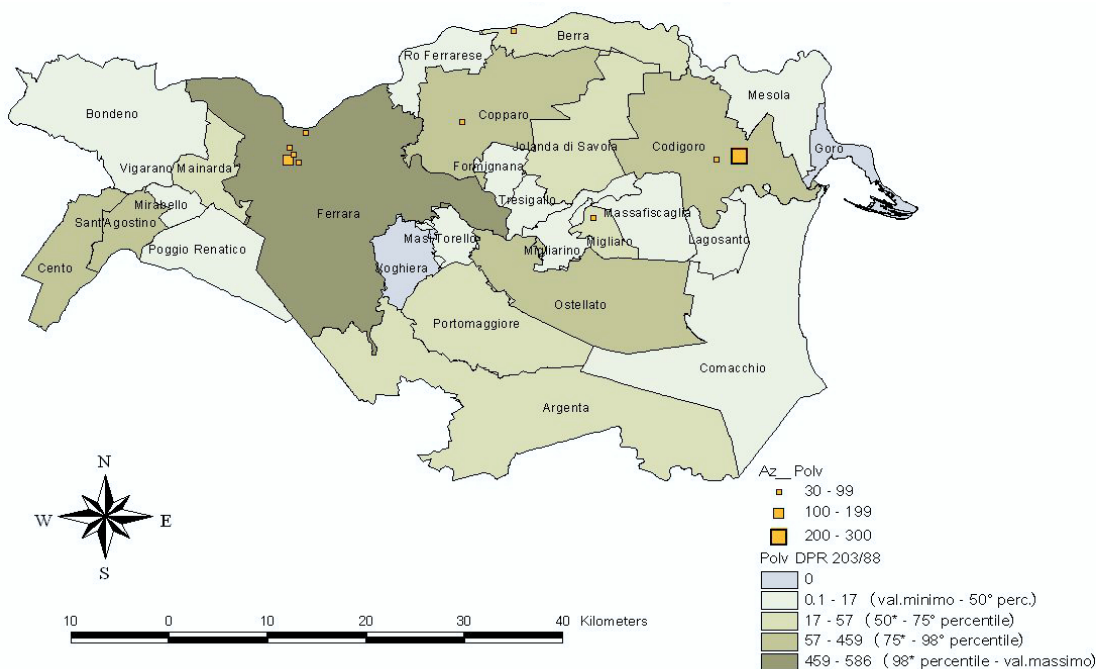 Berra
Ro Ferrarese
Mesola
Bondeno
Copparo
Jolanda di Savoia
Codigoro
Goro
Formignana
Vigarano Mainarda
Tresigallo
Mirabello
Massafiscaglia
Sant'Agostino
Ferrara
Masi Torello
Migliaro
Lagosanto
Poggio Renatico
Migliarino
Cento
Voghiera
Ostellato
Portomaggiore
Comacchio
Argenta
N
W E
S
Az__Polv
30 - 99
100 - 199
200 - 300
Polv DPR 203/88
0
0.1 - 17 (val.minimo - 50° perc.)
17 - 57 (50* - 75° percentile)
57 - 459 (75* - 98° percentile)
459 - 586 (98* percentile - val.massimo)
10 0 10 20 30 40 Kilometers